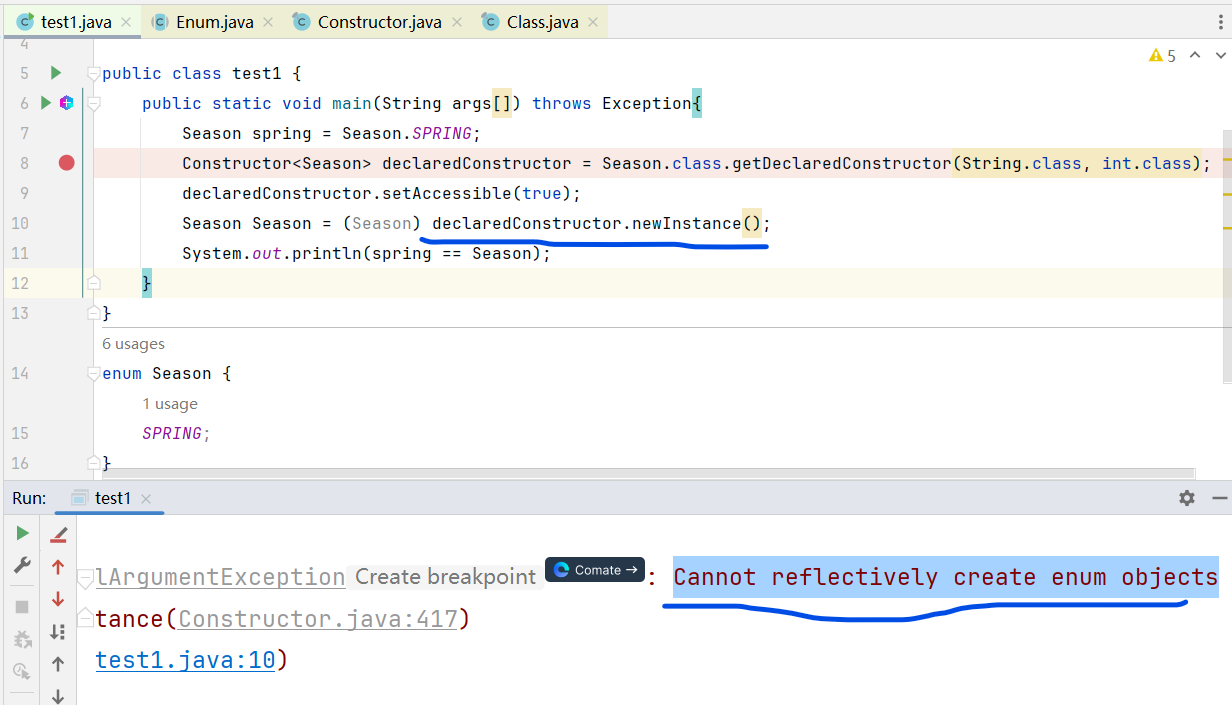 test1.java Enum.java Constructor.java Class.java
4
5 public class test1 { 5
6 public static void main(String args[]) throws Exception{
7 Season spring = Season.SPRING;
8 Constructor<Season> declaredConstructor = Season.class.getDeclaredConstructor(String.class, int.class);
9 declaredConstructor.setAccessible(true);
10 Season Season = (Season) declaredConstructor.newInstance();
11 System.out.println(spring == Season);
12 }
13 }
6 usages
14 enum Season {
1 usage
15 SPRING;
16 }
Run: test1
lArgumentException Create breakpoint Comate → : Cannot reflectively create enum objects
tance(Constructor.java:417)
test1.java:10)